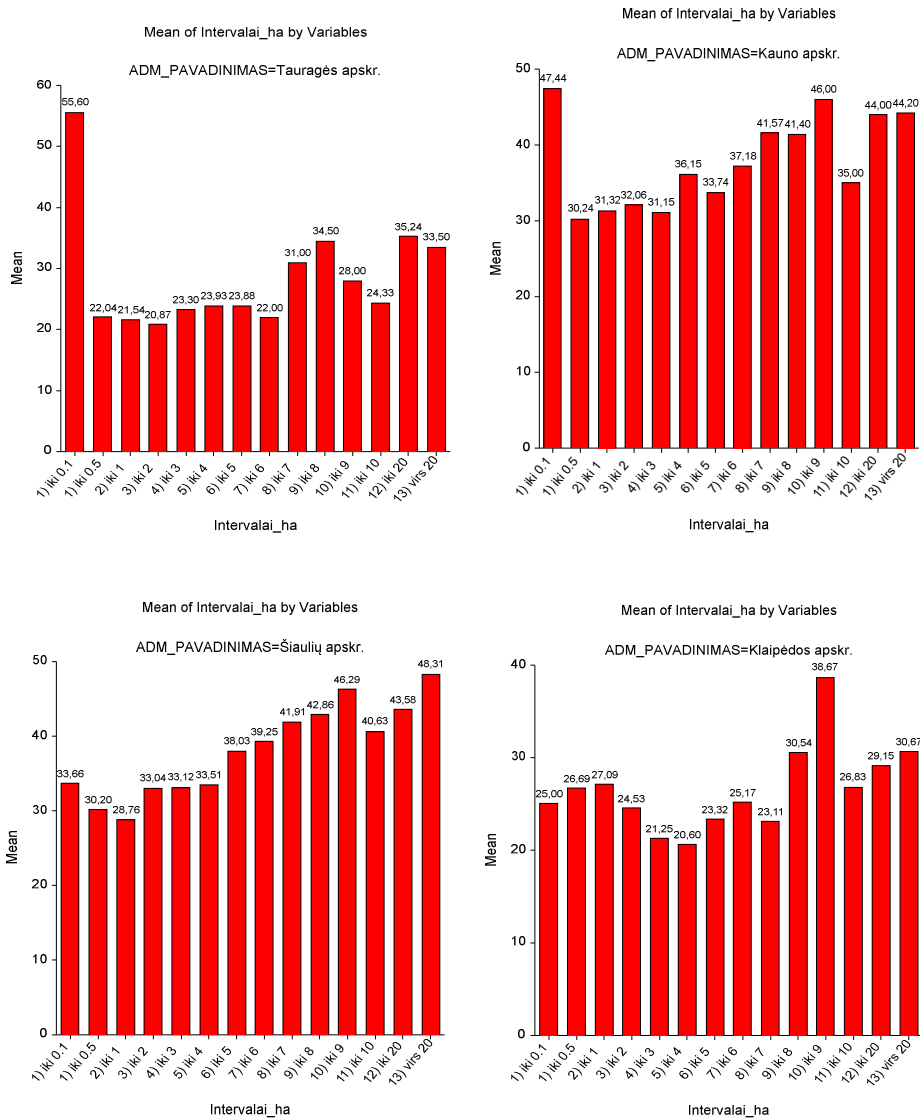 Mean of Intervalai_ha by Variables
ADM_PAVADINIMAS=Tauragės apskr.
60
50
40
30
20
10
0
Mean
55,60
22,04
21,54
20,87
23,30
23,93
23,88
22,00
31,00
34,50
28,00
24,33
35,24
33,50
1) iki 0.1
1) iki 0.5
2) iki 1
3) iki 2
4) iki 3
5) iki 4
6) iki 5
7) iki 6
8) iki 7
9) iki 8
10) iki 9
11) iki 10
12) iki 20
13) virs 20
Intervalai_ha
Mean of Intervalai_ha by Variables
ADM_PAVADINIMAS=Kauno apskr.
50
40
30
20
10
0
Mean
47,44
30,24
31,32
32,06
31,15
36,15
33,74
37,18
41,57
41,40
46,00
35,00
44,00
44,20
1) iki 0.1
1) iki 0.5
2) iki 1
3) iki 2
4) iki 3
5) iki 4
6) iki 5
7) iki 6
8) iki 7
9) iki 8
10) iki 9
11) iki 10
12) iki 20
13) virs 20
Intervalai_ha
Mean of Intervalai_ha by Variables
ADM_PAVADINIMAS=Šiaulių apskr.
50
40
30
20
10
0
Mean
33,66
30,20
28,76
33,04
33,12
33,51
38,03
39,25
41,91
42,86
46,29
40,63
43,58
48,31
1) iki 0.1
1) iki 0.5
2) iki 1
3) iki 2
4) iki 3
5) iki 4
6) iki 5
7) iki 6
8) iki 7
9) iki 8
10) iki 9
11) iki 10
12) iki 20
13) virs 20
Intervalai_ha
Mean of Intervalai_ha by Variables
ADM_PAVADINIMAS=Klaipėdos apskr.
40
30
20
10
0
Mean
25,00
26,69
27,09
24,53
21,25
20,60
23,32
25,17
23,11
30,54
38,67
26,83
29,15
30,67
1) iki 0.1
1) iki 0.5
2) iki 1
3) iki 2
4) iki 3
5) iki 4
6) iki 5
7) iki 6
8) iki 7
9) iki 8
10) iki 9
11) iki 10
12) iki 20
13) virs 20
Intervalai_ha